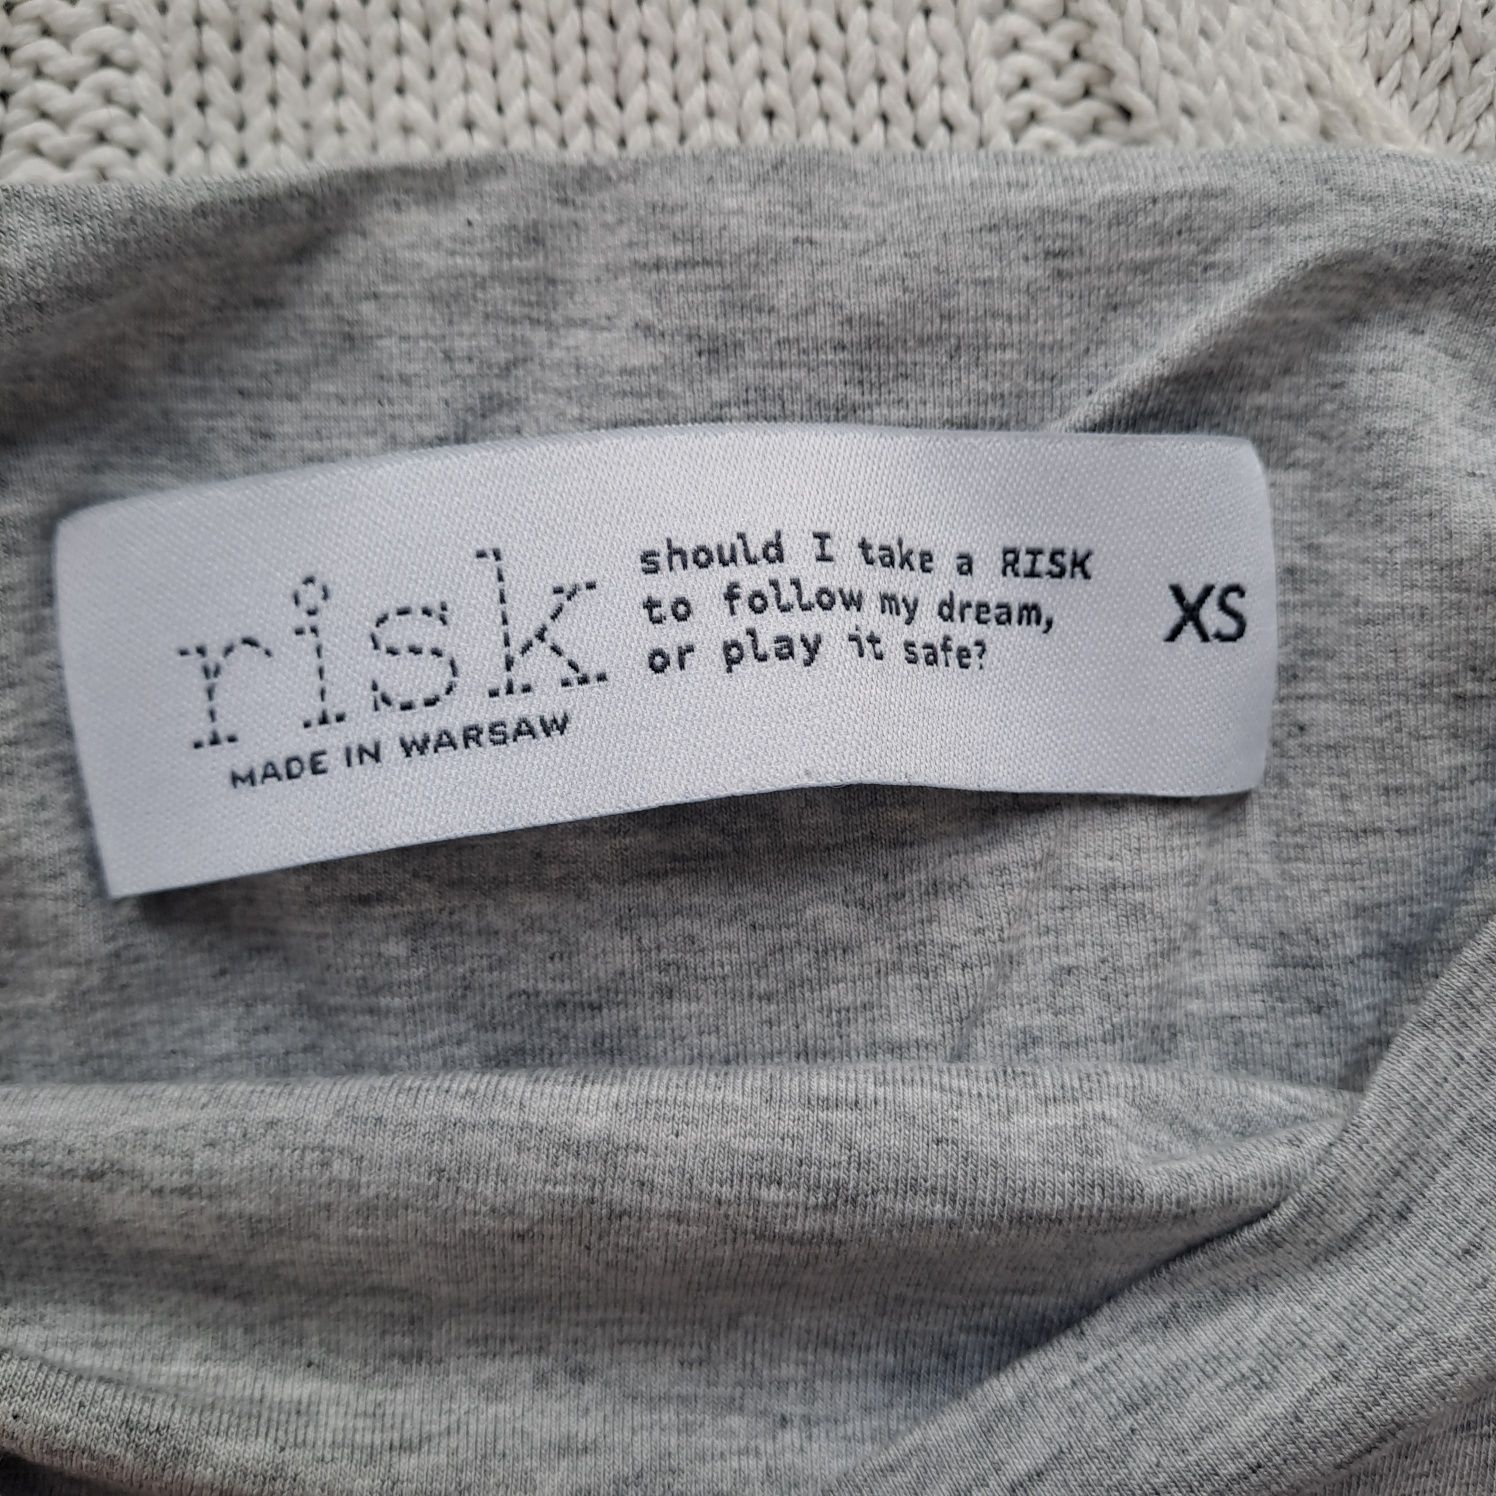 risk
MADE IN WARSAW
should I take a RISK
to follow my dream,
or play it safe?
XS